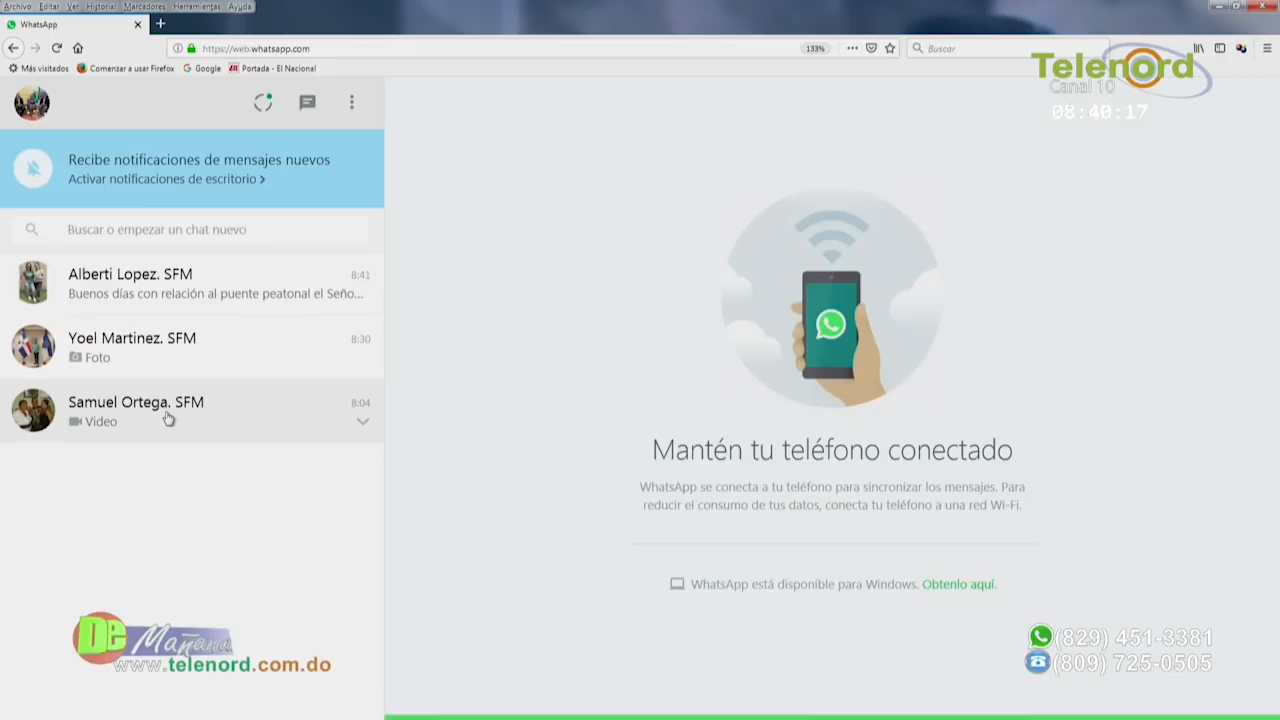 Archivo Editar Ver Historial Marcadores Herramientas Ayuda
WhatsApp
https://web.whatsapp.com
133%
Buscar
Más visitados
Comenzar a usar Firefox
Google
Portada - El Nacional
Telenord
Canal 10
08:40:17
Recibe notificaciones de mensajes nuevos
Activar notificaciones de escritorio >
Buscar o empezar un chat nuevo
Alberti Lopez. SFM 8:41
Buenos días con relación al puente peatonal el Seño...
Yoel Martinez. SFM 8:30
Foto
Samuel Ortega. SFM 8:04
Video
Mantén tu teléfono conectado
WhatsApp se conecta a tu teléfono para sincronizar los mensajes. Para
reducir el consumo de tus datos, conecta tu teléfono a una red Wi-Fi.
WhatsApp está disponible para Windows. Obtenlo aquí.
De Mañana
www.telenord.com.do
(829) 451-3381
(809) 725-0505